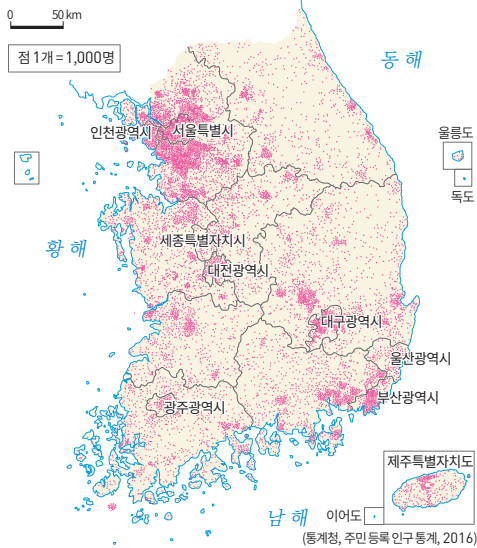 0 50 km
점 1개 = 1,000명
동 해
울릉도
독도
인천광역시
서울특별시
황 해
세종특별자치시
대전광역시
대구광역시
울산광역시
부산광역시
광주광역시
제주특별자치도
이어도
남 해
(통계청, 주민 등록 인구 통계, 2016)